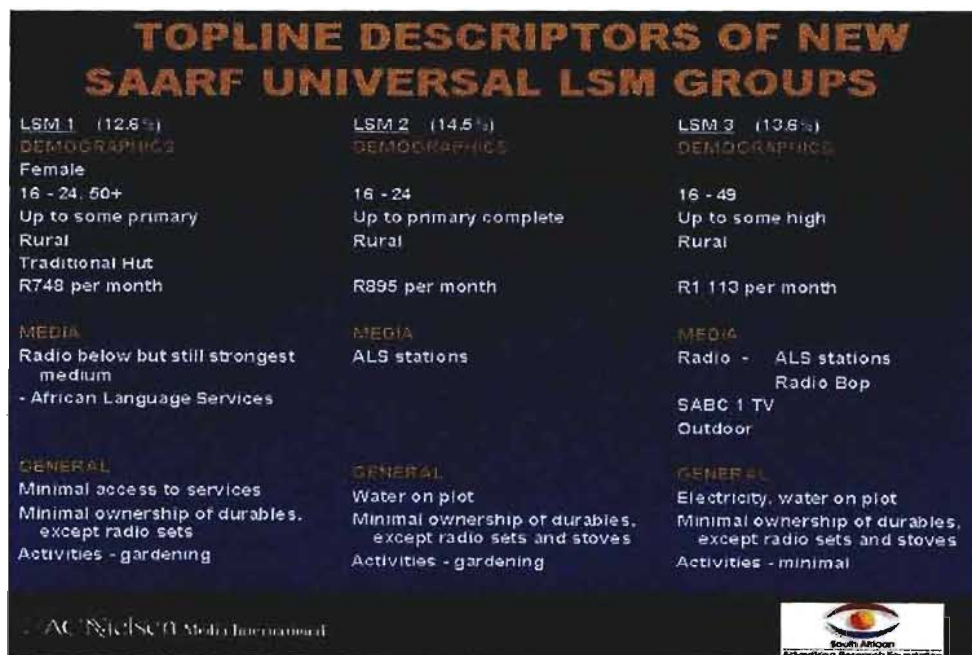 TOPLINE DESCRIPTORS OF NEW
SAARF UNIVERSAL LSM GROUPS
LSM 1 (12.6%)
DEMOGRAPHICS
Female
16 - 24, 50+
Up to some primary
Rural
Traditional Hut
R748 per month
MEDIA
Radio below but still strongest
medium
- African Language Services
GENERAL
Minimal access to services
Minimal ownership of durables,
except radio sets
Activities - gardening
LSM 2 (14.5%)
DEMOGRAPHICS
16 - 24
Up to primary complete
Rural
R895 per month
MEDIA
ALS stations
GENERAL
Water on plot
Minimal ownership of durables,
except radio sets and stoves
Activities - gardening
LSM 3 (13.6%)
DEMOGRAPHICS
16 - 49
Up to some high
Rural
R1 113 per month
MEDIA
Radio - ALS stations
Radio Bop
SABC 1 TV
Outdoor
GENERAL
Electricity, water on plot
Minimal ownership of durables,
except radio sets and stoves
Activities - minimal
ACNielsen Media International
South African
Advertising Research Foundation